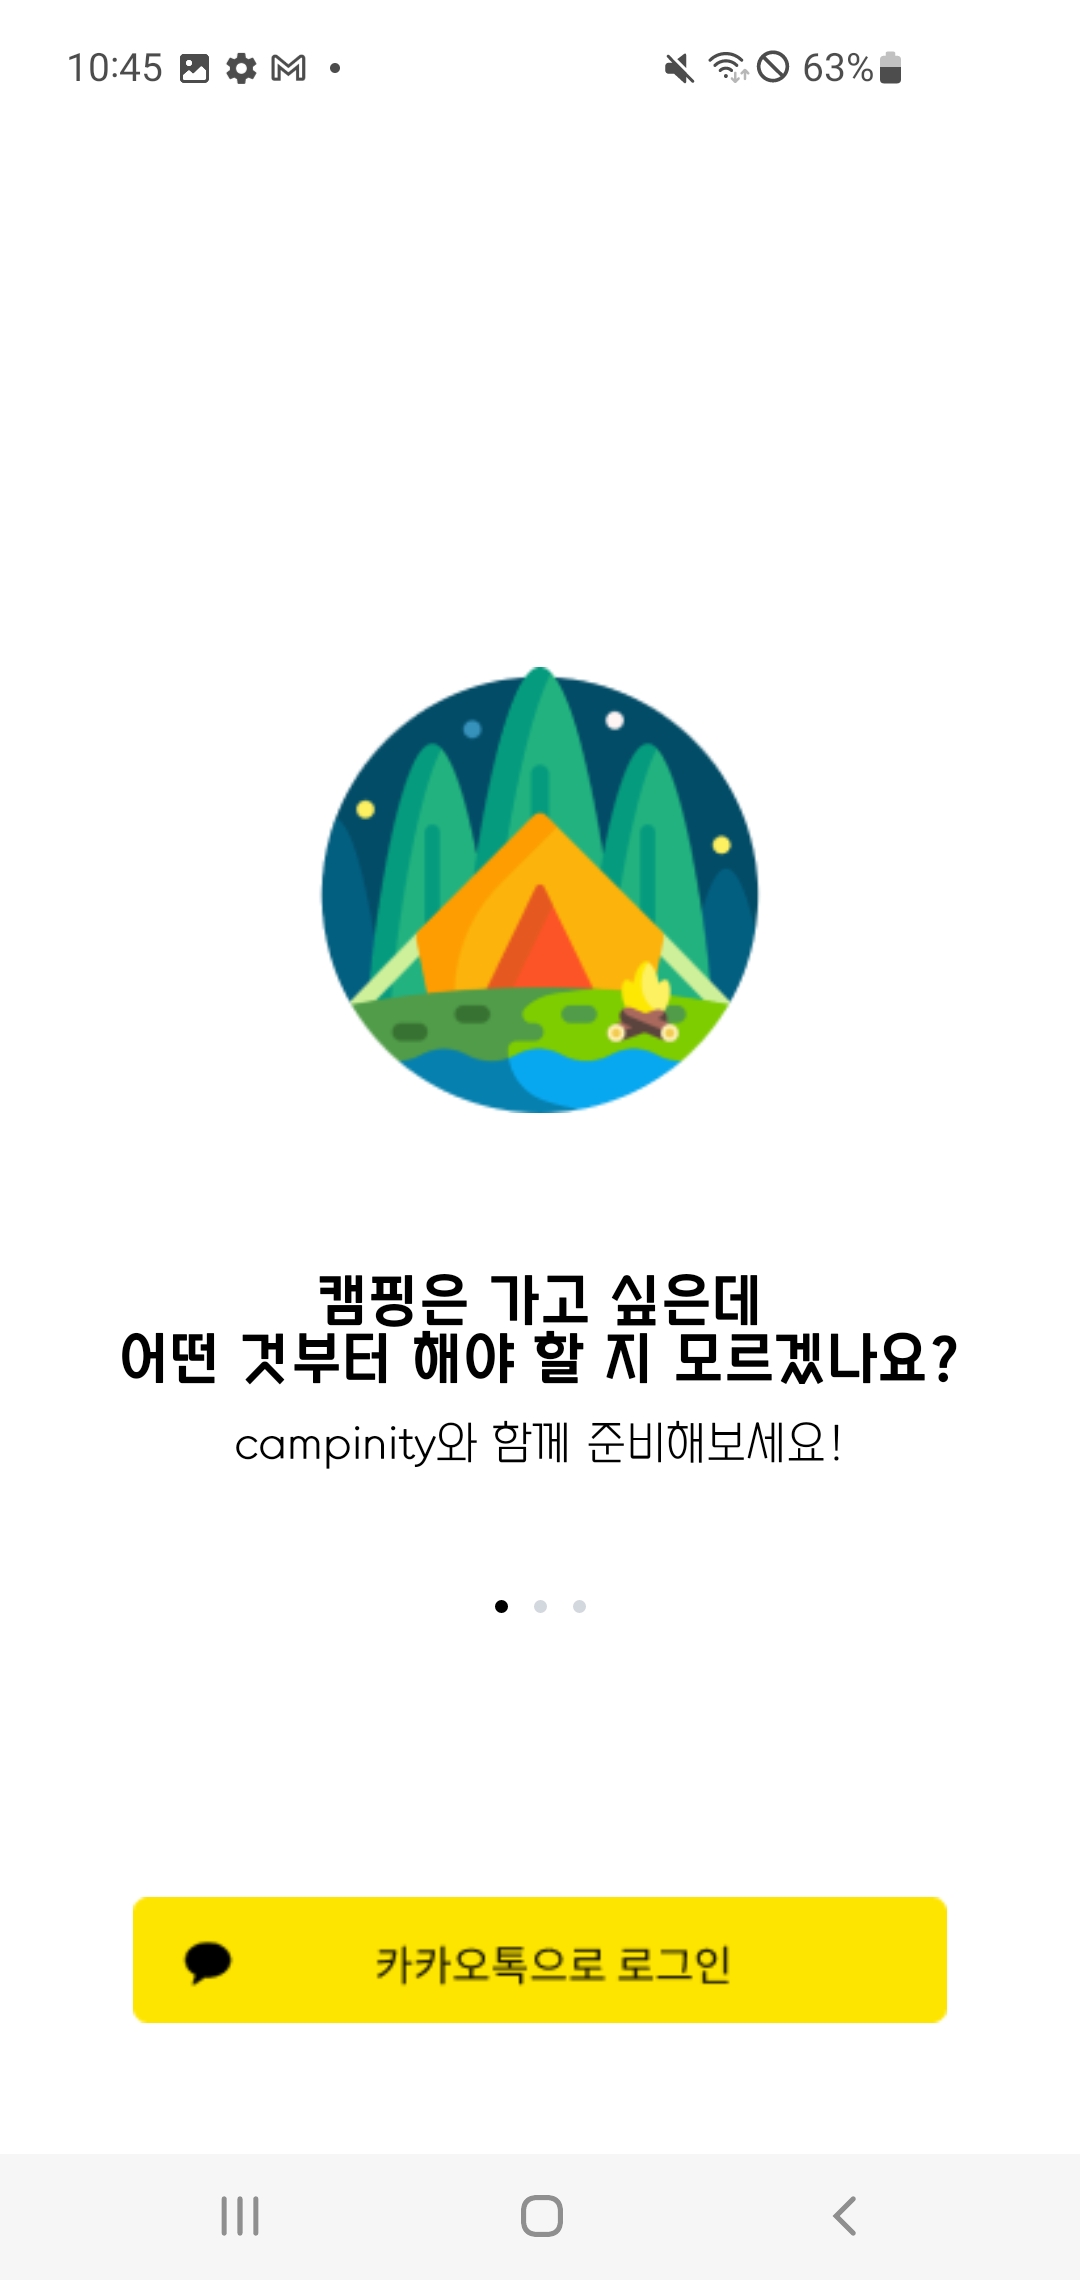 10:45
63%
캠핑은 가고 싶은데
어떤 것부터 해야 할 지 모르겠나요?
campinity와 함께 준비해보세요!
카카오톡으로 로그인